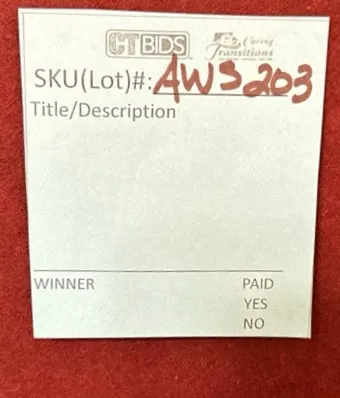 CTBIDS Caring Transitions
SKU(Lot)#: AWS203
Title/Description
WINNER PAID
YES
NO